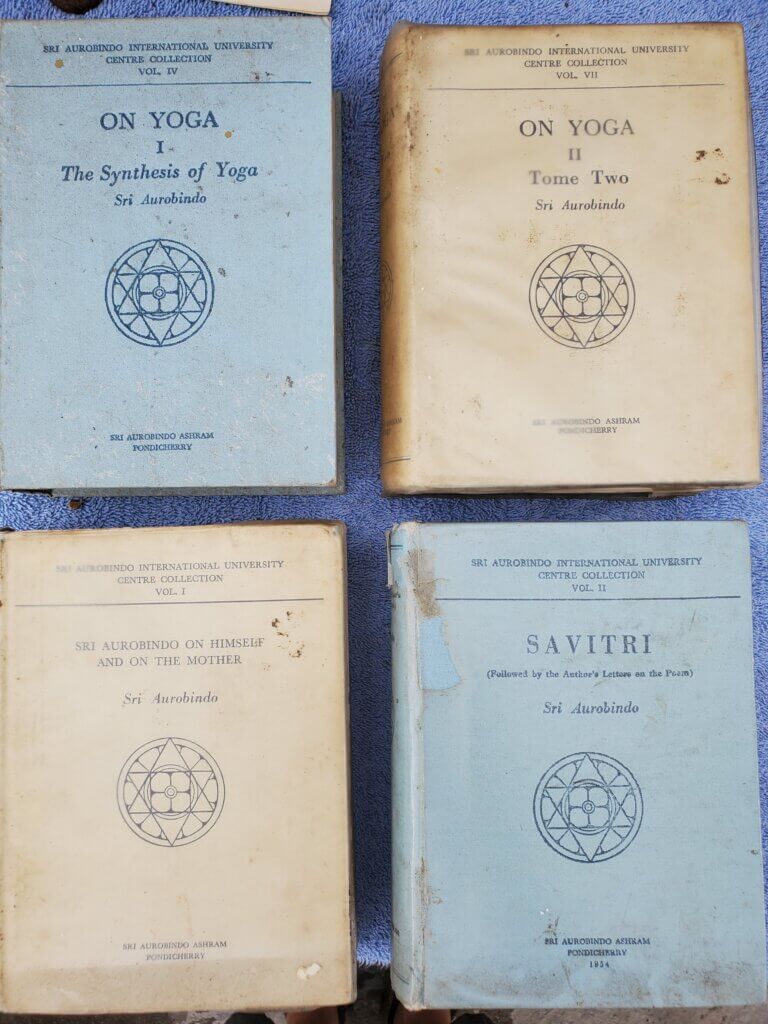 SRI AUROBINDO INTERNATIONAL UNIVERSITY
CENTRE COLLECTION
VOL. IV
ON YOGA
I
The Synthesis of Yoga
Sri Aurobindo
SRI AUROBINDO ASHRAM
PONDICHERRY
SRI AUROBINDO INTERNATIONAL UNIVERSITY
CENTRE COLLECTION
VOL. VII
ON YOGA
II
Tome Two
Sri Aurobindo
SRI AUROBINDO ASHRAM
PONDICHERRY
SRI AUROBINDO INTERNATIONAL UNIVERSITY
CENTRE COLLECTION
VOL. I
SRI AUROBINDO ON HIMSELF
AND ON THE MOTHER
Sri Aurobindo
SRI AUROBINDO ASHRAM
PONDICHERRY
SRI AUROBINDO INTERNATIONAL UNIVERSITY
CENTRE COLLECTION
VOL. II
SAVITRI
(Followed by the Author's Letters on the Poem)
Sri Aurobindo
SRI AUROBINDO ASHRAM
PONDICHERRY
1954